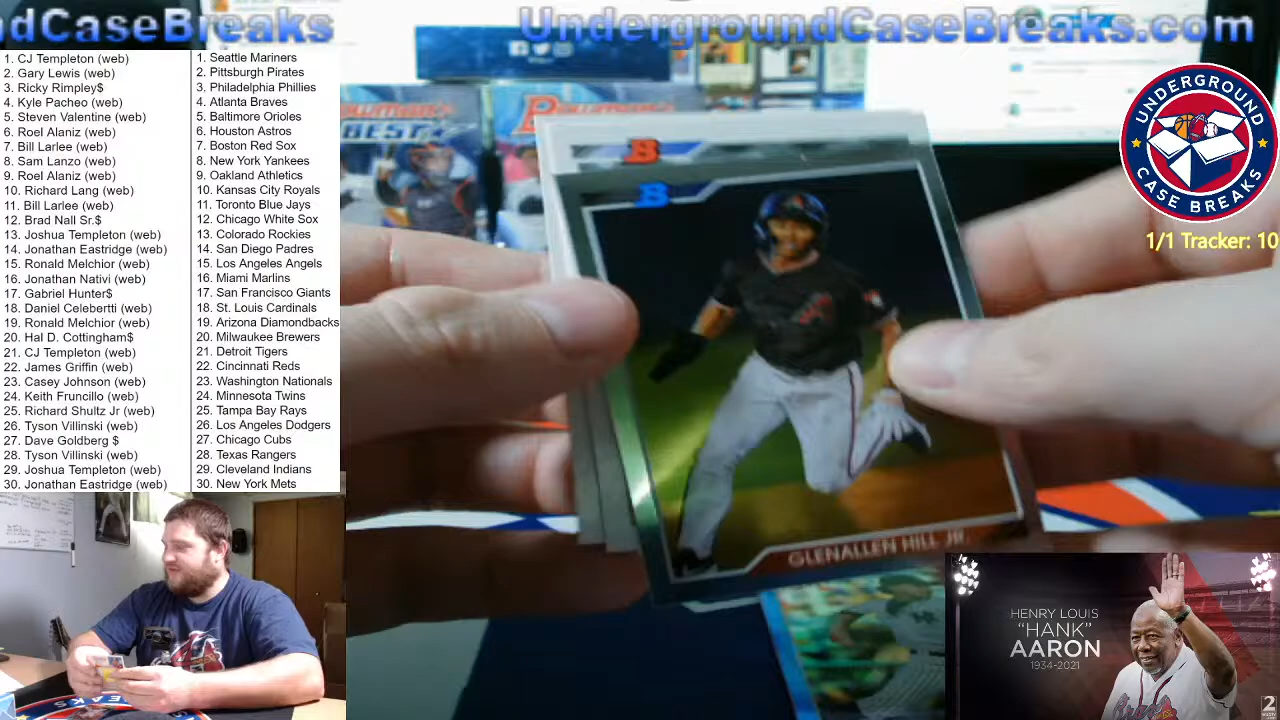 ndCaseBreaks
UndergroundCaseBreaks.com
1. CJ Templeton (web)
2. Gary Lewis (web)
3. Ricky Rimpley$
4. Kyle Pacheo (web)
5. Steven Valentine (web)
6. Roel Alaniz (web)
7. Bill Larlee (web)
8. Sam Lanzo (web)
9. Roel Alaniz (web)
10. Richard Lang (web)
11. Bill Larlee (web)
12. Brad Nall Sr.$
13. Joshua Templeton (web)
14. Jonathan Eastridge (web)
15. Ronald Melchior (web)
16. Jonathan Nativi (web)
17. Gabriel Hunter$
18. Daniel Celebertti (web)
19. Ronald Melchior (web)
20. Hal D. Cottingham$
21. CJ Templeton (web)
22. James Griffin (web)
23. Casey Johnson (web)
24. Keith Fruncillo (web)
25. Richard Shultz Jr (web)
26. Tyson Villinski (web)
27. Dave Goldberg $
28. Tyson Villinski (web)
29. Joshua Templeton (web)
30. Jonathan Eastridge (web)
1. Seattle Mariners
2. Pittsburgh Pirates
3. Philadelphia Phillies
4. Atlanta Braves
5. Baltimore Orioles
6. Houston Astros
7. Boston Red Sox
8. New York Yankees
9. Oakland Athletics
10. Kansas City Royals
11. Toronto Blue Jays
12. Chicago White Sox
13. Colorado Rockies
14. San Diego Padres
15. Los Angeles Angels
16. Miami Marlins
17. San Francisco Giants
18. St. Louis Cardinals
19. Arizona Diamondbacks
20. Milwaukee Brewers
21. Detroit Tigers
22. Cincinnati Reds
23. Washington Nationals
24. Minnesota Twins
25. Tampa Bay Rays
26. Los Angeles Dodgers
27. Chicago Cubs
28. Texas Rangers
29. Cleveland Indians
30. New York Mets
BEST
B
B
GLENALLEN HILL JR.
UNDERGROUND
CASE BREAKS
1/1 Tracker: 10
HENRY LOUIS
"HANK"
AARON
1934-2021
2
BREAKS